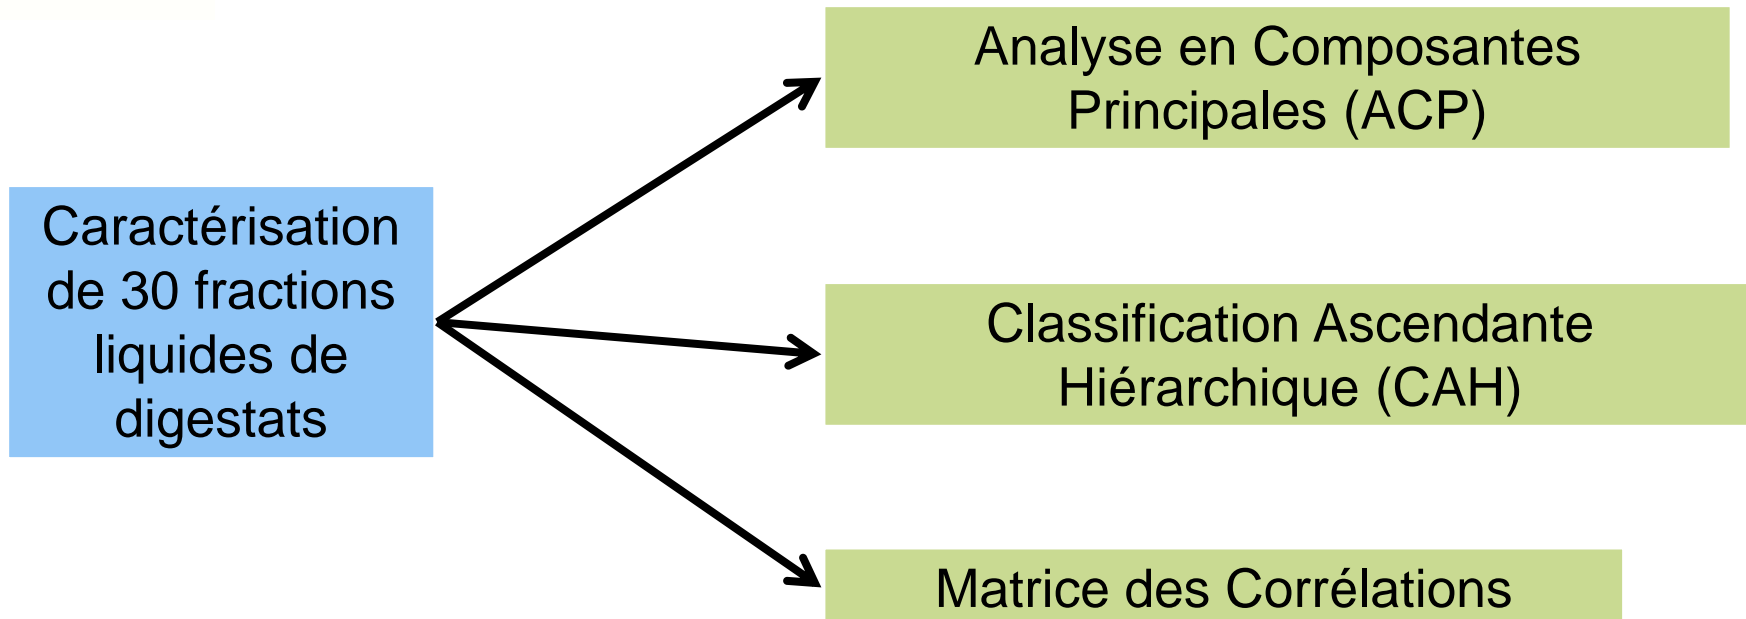 Caractérisation
de 30 fractions
liquides de
digestats
Analyse en Composantes
Principales (ACP)
Classification Ascendante
Hiérarchique (CAH)
Matrice des Corrélations